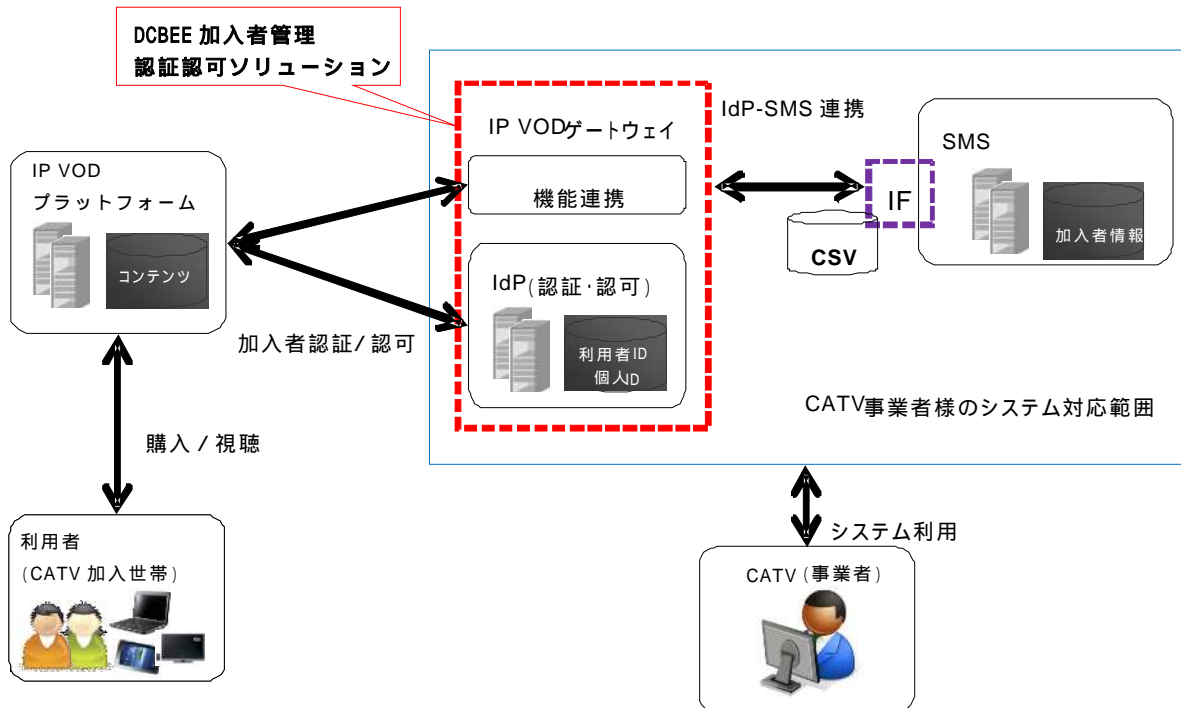 DCBEE 加入者管理
認証認可ソリューション
IP VODゲートウェイ
機能連携
IdP(認証・認可)
利用者ID
個人ID
IdP-SMS 連携
IF
CSV
SMS
加入者情報
CATV事業者様のシステム対応範囲
IP VOD
プラットフォーム
コンテンツ
加入者認証/認可
購入/視聴
利用者
(CATV 加入世帯)
システム利用
CATV(事業者)